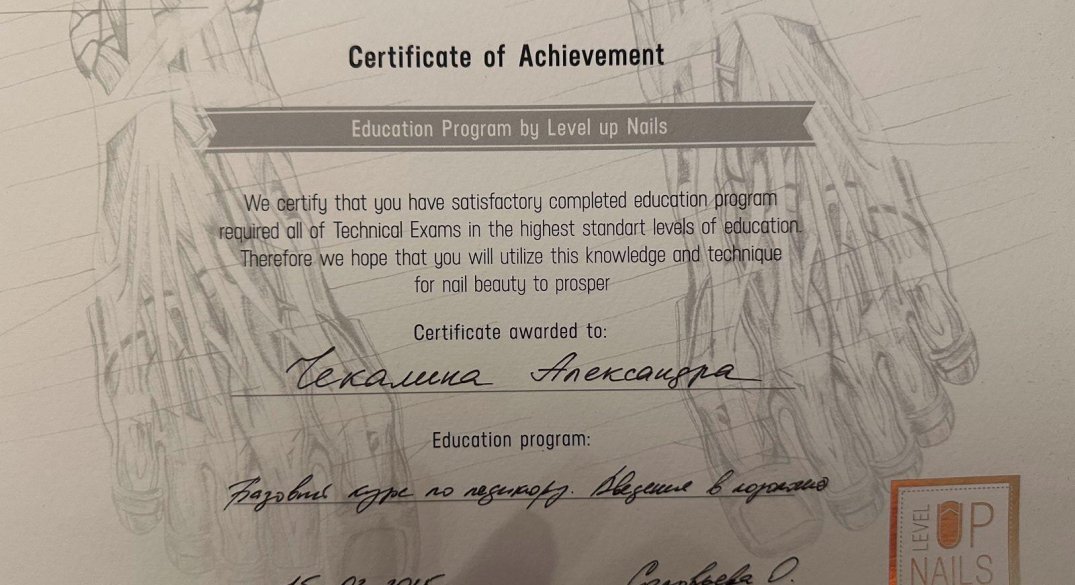 Certificate of Achievement
Education Program by Level up Nails
We certify that you have satisfactory completed education program
required all of Technical Exams in the highest standart levels of education.
Therefore we hope that you will utilize this knowledge and technique
for nail beauty to prosper
Certificate awarded to:
Чекалина Александра
Education program:
Базовый курс по педикюру. Введение в
Соловьева О.
LEVEL UP
NAILS